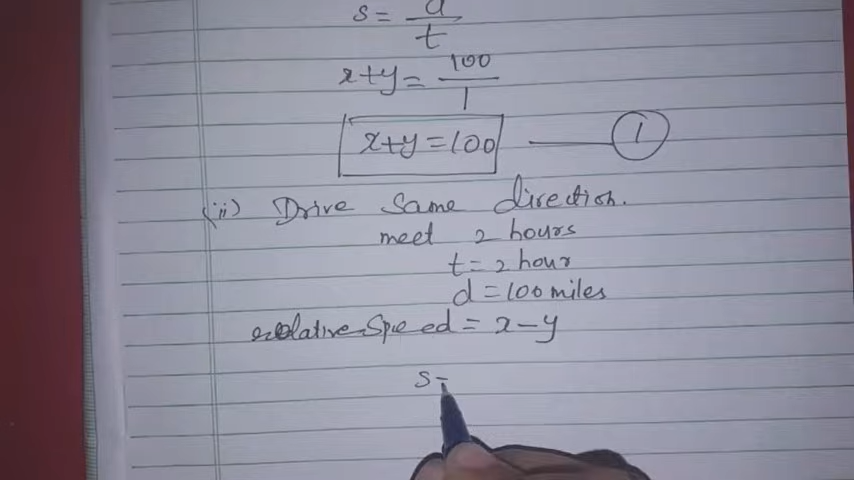 s = d/t
x+y = 100/1
x+y=100 — 1
(ii) Drive same direction.
meet 2 hours
t = 2 hour
d = 100 miles
relative speed = x-y
s=